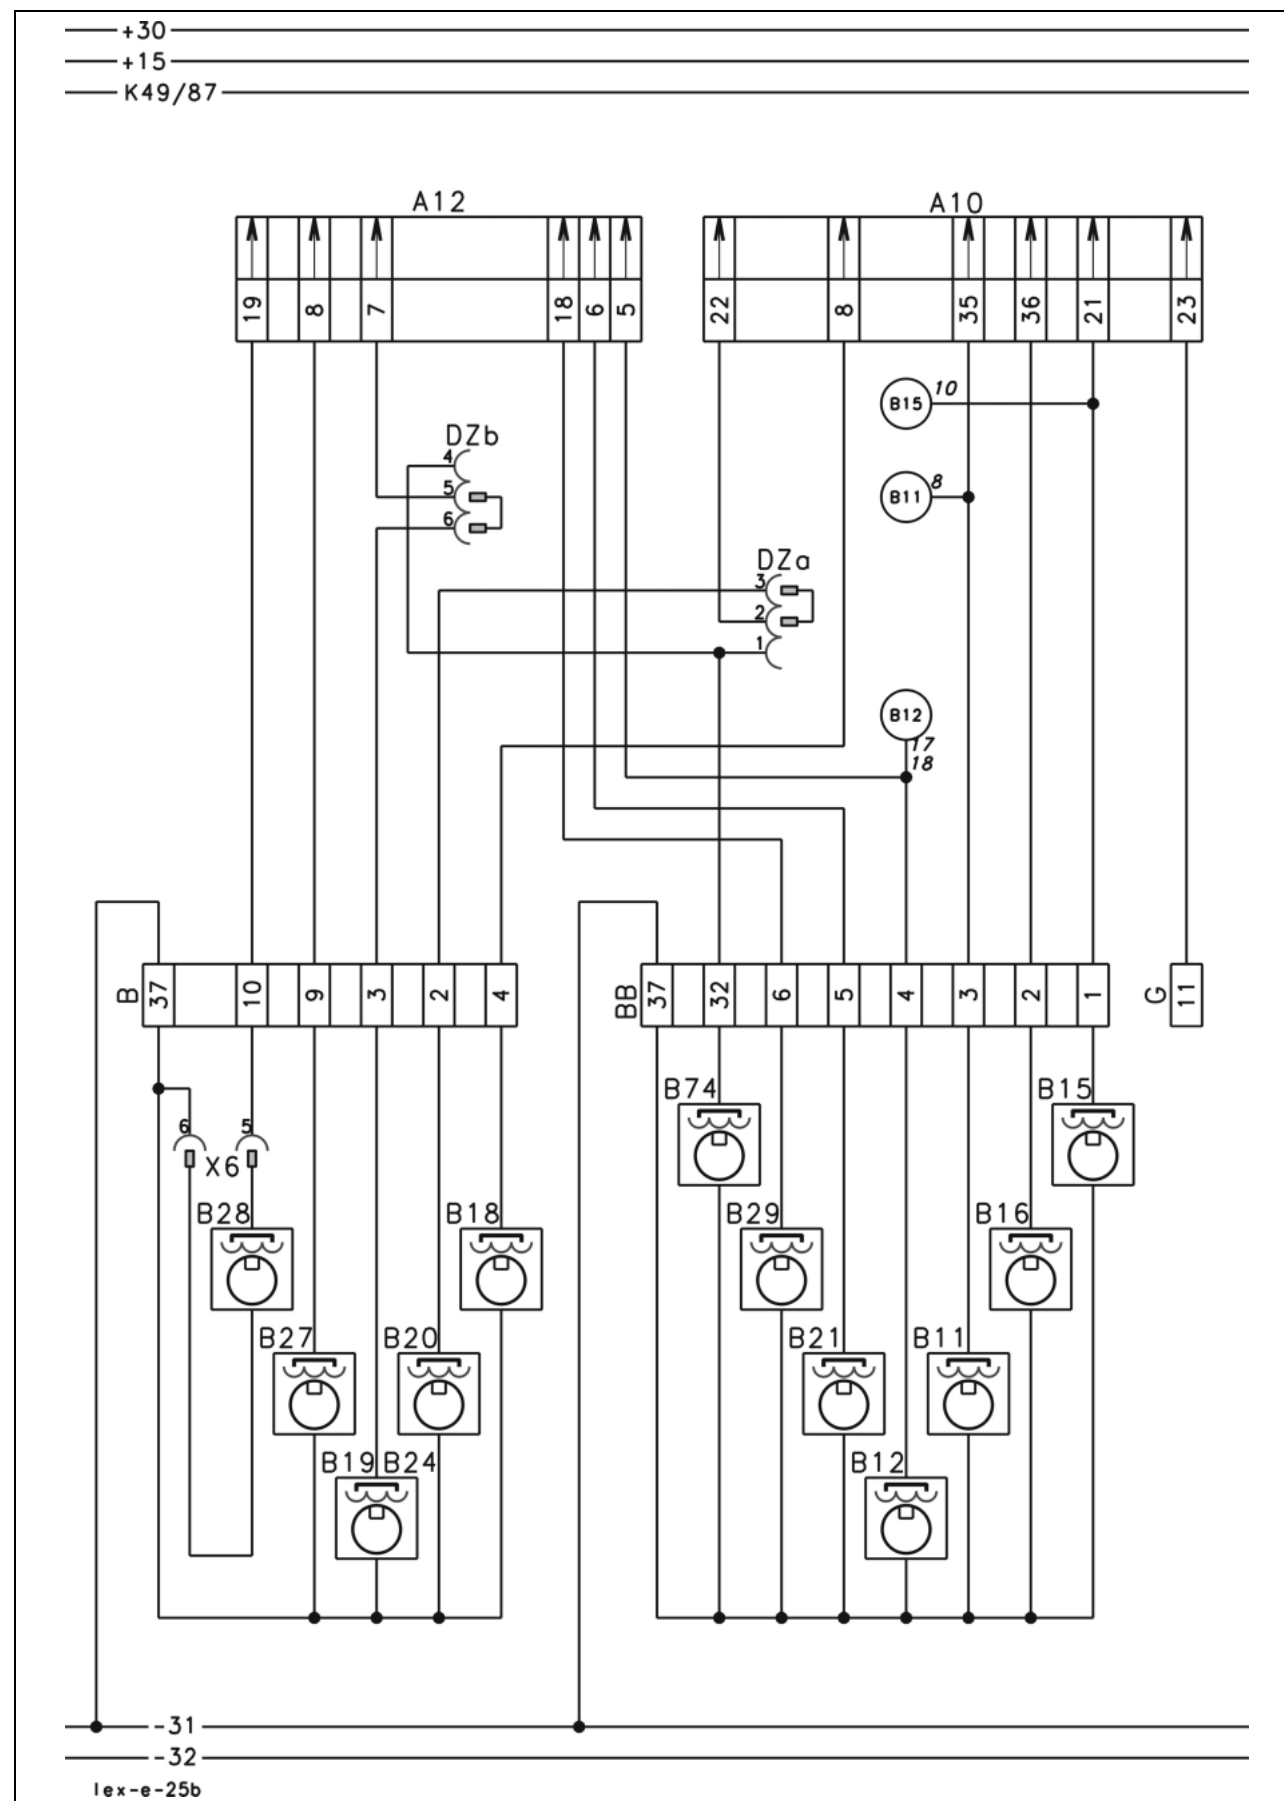 +30
+15
K49/87
A12 A10
19 8 7 18 6 5 22 8 35 36 21 23
B15 10
DZb
4
5
6
B11 8
DZa
3
2
1
B12
17
18
B 37 10 9 3 2 4 BB 37 32 6 5 4 3 2 1 G 11
B74 B15
6 5
X6
B28 B18 B29 B16
B27 B20 B21 B11
B19 B24 B12
-31
-32
lex-e-25b